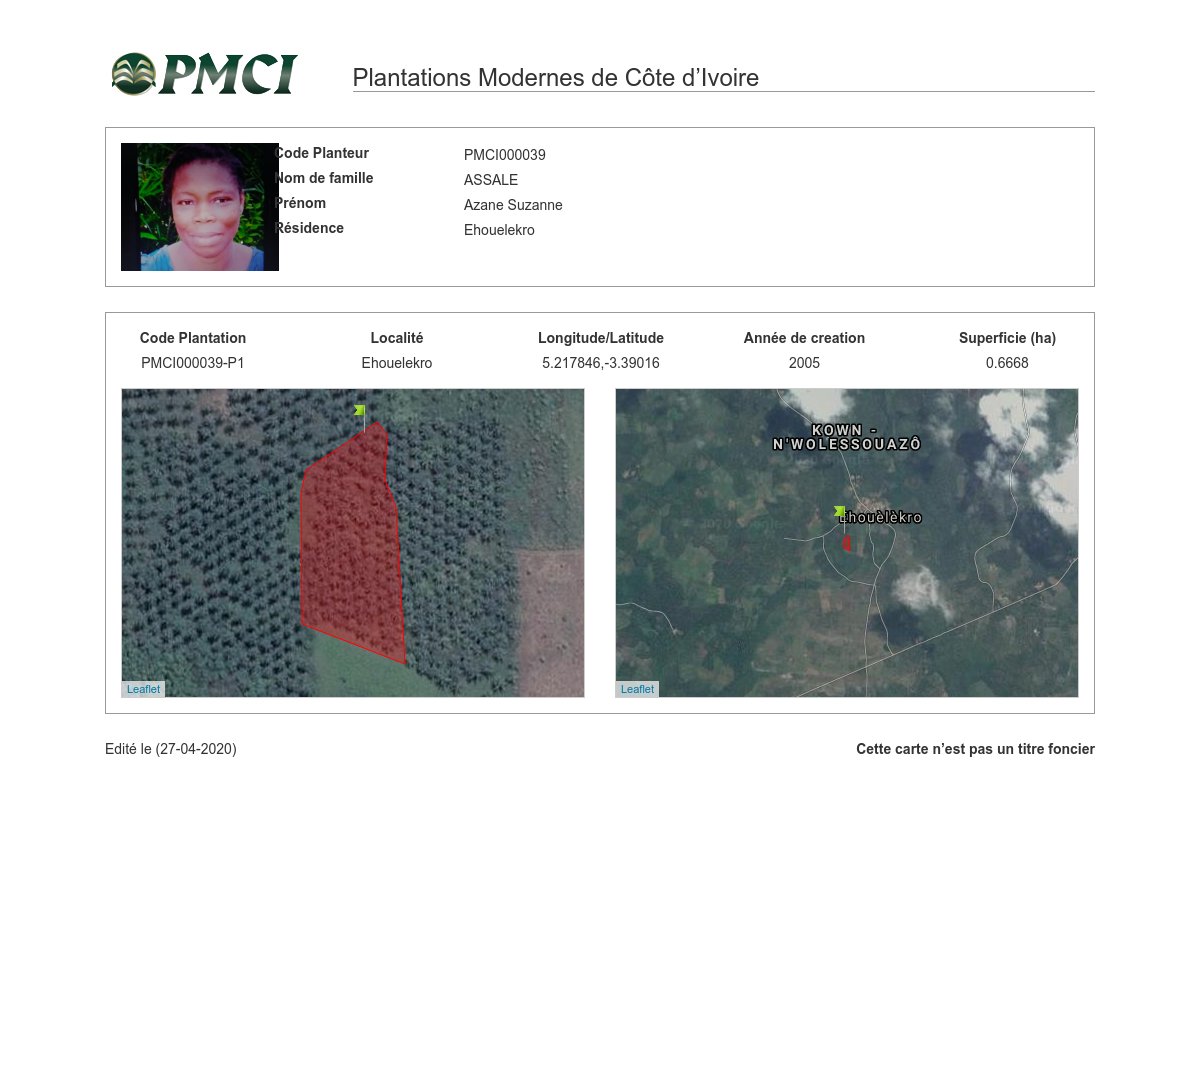 PMCI
Plantations Modernes de Côte d’Ivoire
Code Planteur PMCI000039
Nom de famille ASSALE
Prénom Azane Suzanne
Résidence Ehouelekro
Code Plantation Localité Longitude/Latitude Année de creation Superficie (ha)
PMCI000039-P1 Ehouelekro 5.217846,-3.39016 2005 0.6668
KOWN -
N'WOLESSOUAZÔ
Ehouèlèkro
Leaflet Leaflet
Edité le (27-04-2020) Cette carte n’est pas un titre foncier